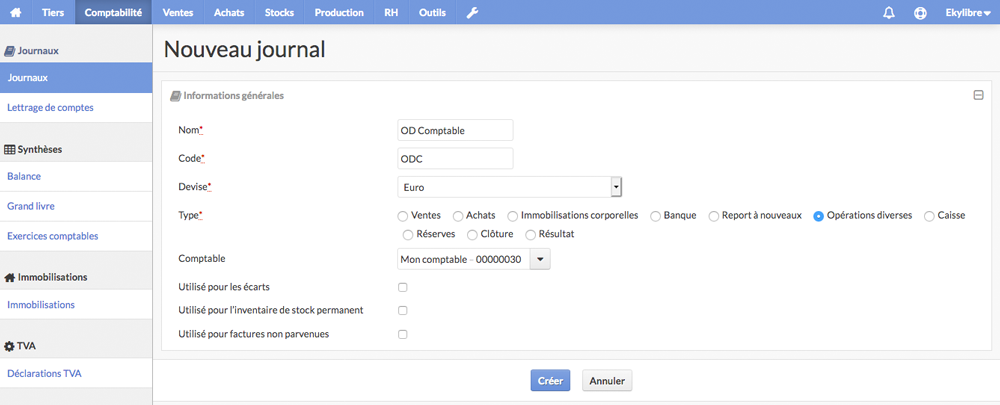 Tiers Comptabilité Ventes Achats Stocks Production RH Outils Ekylibre
Journaux
Journaux
Lettrage de comptes
Synthèses
Balance
Grand livre
Exercices comptables
Immobilisations
Immobilisations
TVA
Déclarations TVA
Nouveau journal
Informations générales
Nom* OD Comptable
Code* ODC
Devise* Euro
Type* Ventes Achats Immobilisations corporelles Banque Report à nouveaux Opérations diverses Caisse
Réserves Clôture Résultat
Comptable Mon comptable - 00000030
Utilisé pour les écarts
Utilisé pour l'inventaire de stock permanent
Utilisé pour factures non parvenues
Créer Annuler